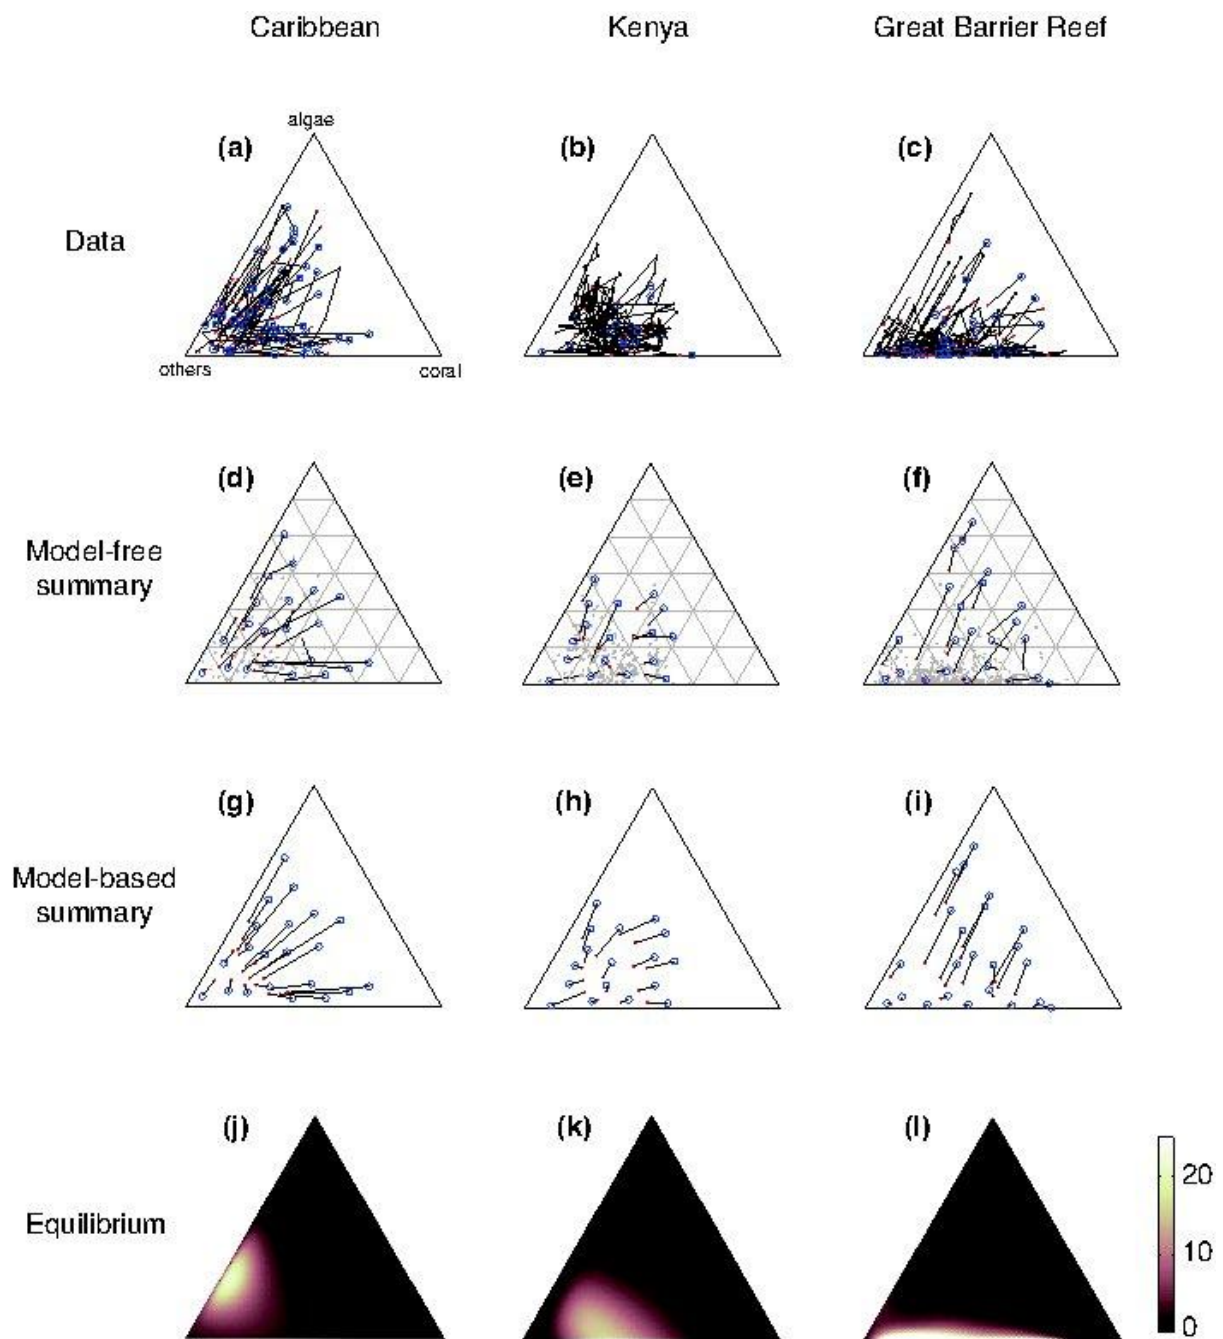 Caribbean Kenya Great Barrier Reef
algae
(a) (b) (c)
Data
others coral
(d) (e) (f)
Model-free
summary
(g) (h) (i)
Model-based
summary
(j) (k) (l)
20
Equilibrium
10
0